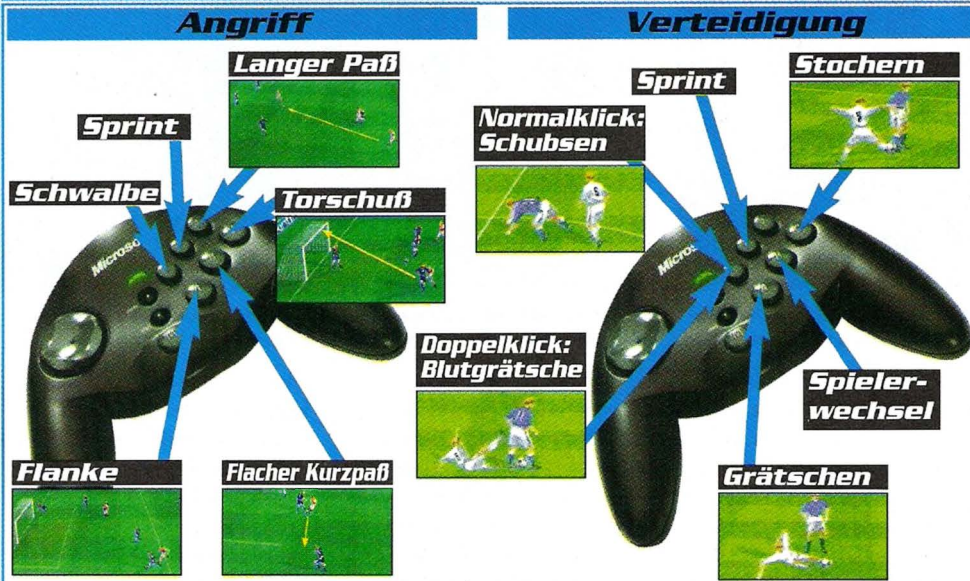 Angriff
Langer Paß
Sprint
Schwalbe
Torschuß
Flanke
Flacher Kurzpaß
Verteidigung
Sprint
Stochern
Normalklick:
Schubsen
Doppelklick:
Blutgrätsche
Spieler-
wechsel
Grätschen